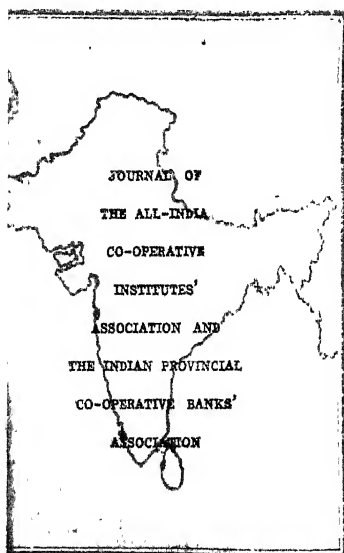 JOURNAL OF
THE ALL-INDIA
CO-OPERATIVE
INSTITUTES'
ASSOCIATION AND
THE INDIAN PROVINCIAL
CO-OPERATIVE BANKS'
ASSOCIATION